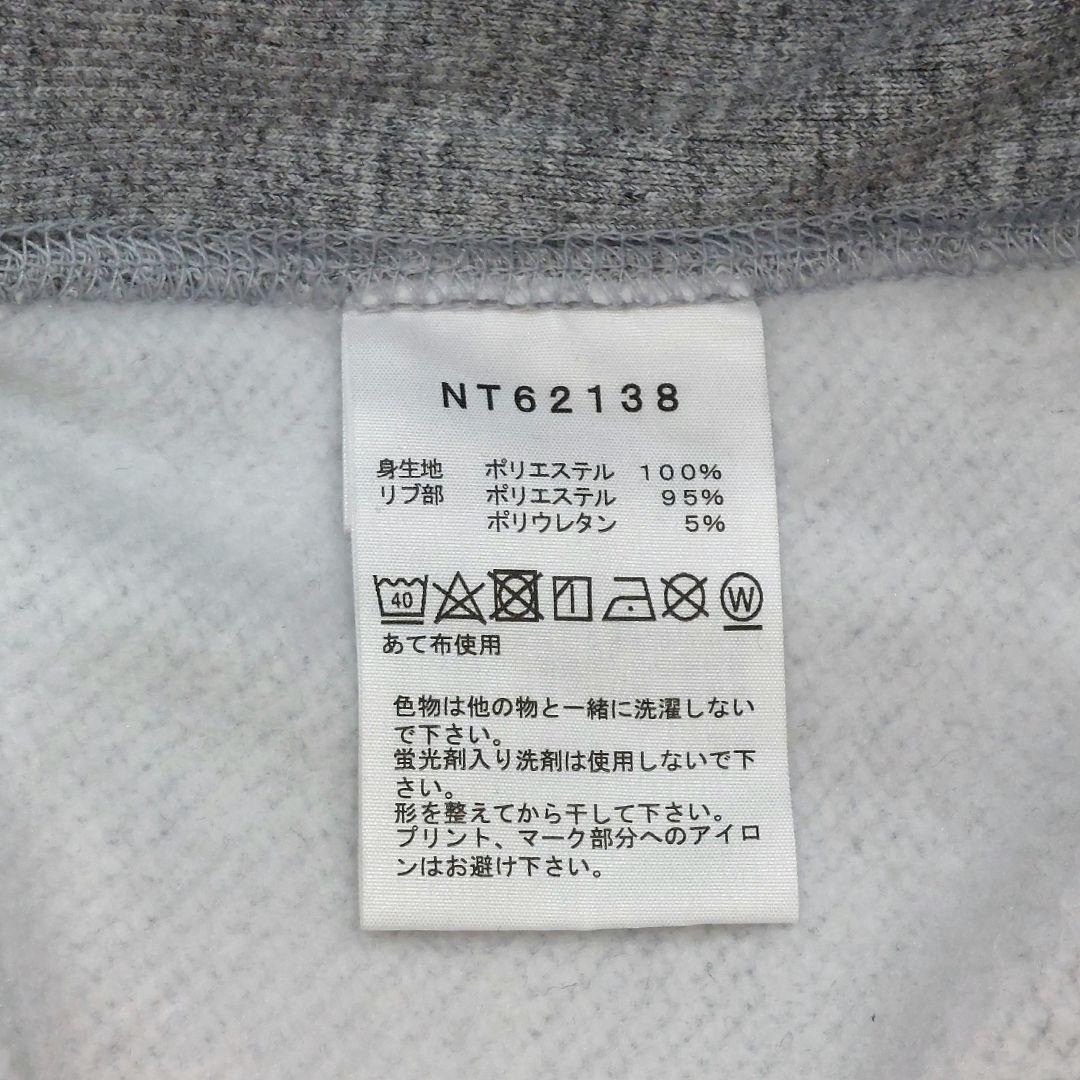 NT62138
身生地 ポリエステル 100%
リブ部 ポリエステル 95%
ポリウレタン 5%
40 W
あて布使用
色物は他の物と一緒に洗濯しない
で下さい。
蛍光剤入り洗剤は使用しないで下
さい。
形を整えてから干して下さい。
プリント、マーク部分へのアイロ
ンはお避け下さい。